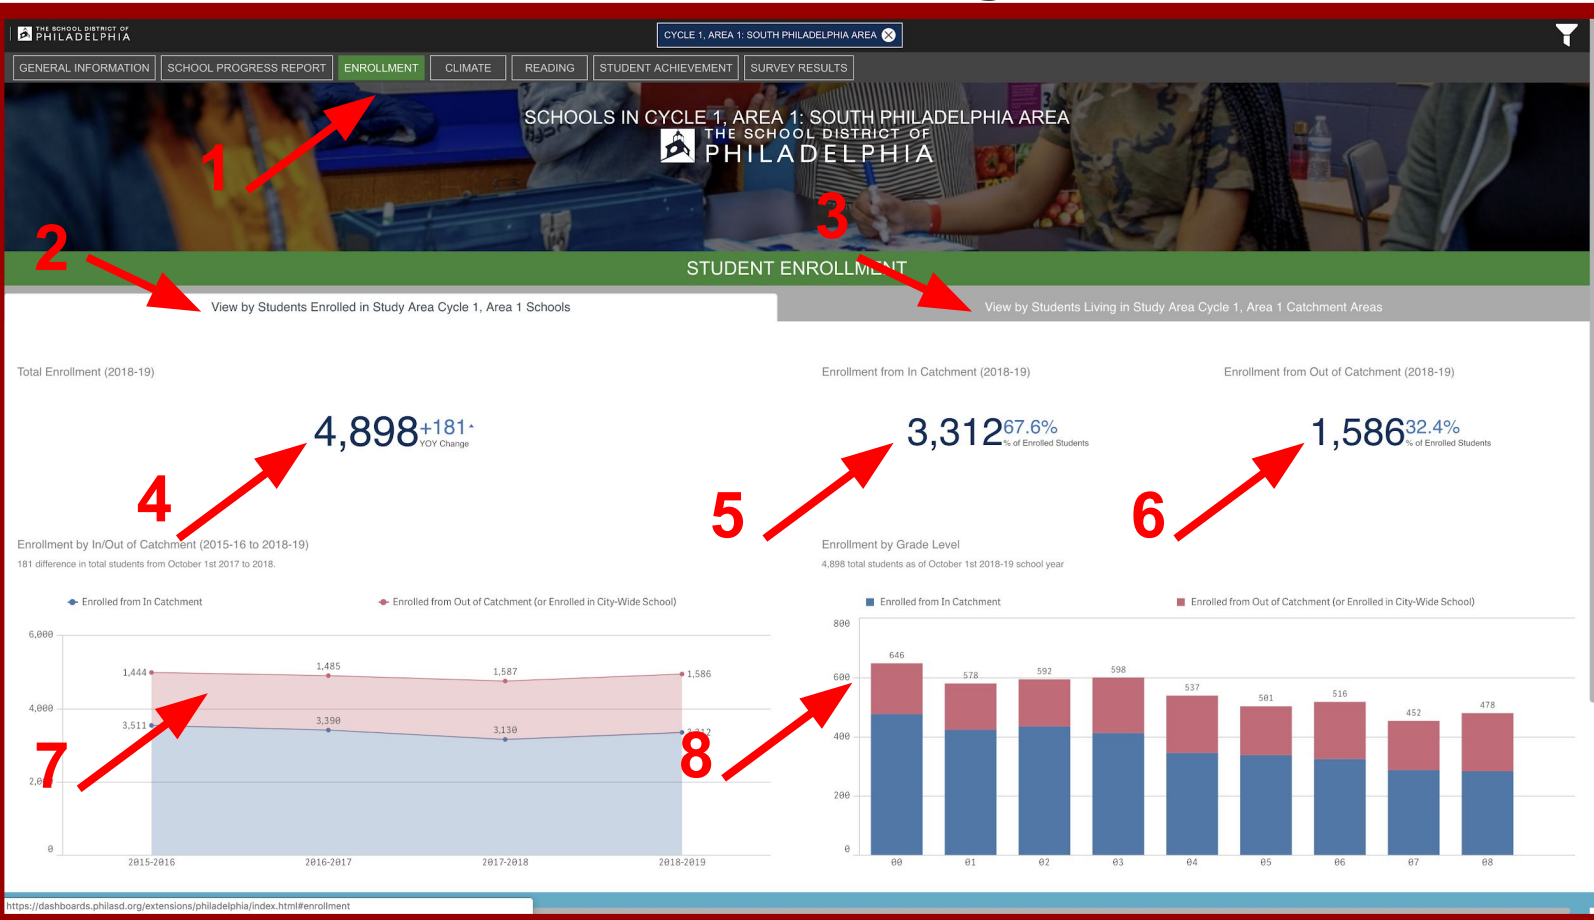 THE SCHOOL DISTRICT OF
PHILADELPHIA
CYCLE 1, AREA 1: SOUTH PHILADELPHIA AREA
GENERAL INFORMATION SCHOOL PROGRESS REPORT ENROLLMENT CLIMATE READING STUDENT ACHIEVEMENT SURVEY RESULTS
SCHOOLS IN CYCLE 1, AREA 1: SOUTH PHILADELPHIA AREA
THE SCHOOL DISTRICT OF
PHILADELPHIA
1
2
3
STUDENT ENROLLMENT
View by Students Enrolled in Study Area Cycle 1, Area 1 Schools
View by Students Living in Study Area Cycle 1, Area 1 Catchment Areas
Total Enrollment (2018-19)
4,898 +181
YOY Change
4
Enrollment from In Catchment (2018-19)
3,312 67.6%
% of Enrolled Students
5
Enrollment from Out of Catchment (2018-19)
1,586 32.4%
% of Enrolled Students
6
Enrollment by In/Out of Catchment (2015-16 to 2018-19)
181 difference in total students from October 1st 2017 to 2018.
Enrolled from In Catchment Enrolled from Out of Catchment (or Enrolled in City-Wide School)
6,000
1,444 1,485 1,587 1,586
4,000
3,511 3,390 3,130
7
0
2015-2016 2016-2017 2017-2018 2018-2019
Enrollment by Grade Level
4,898 total students as of October 1st 2018-19 school year
Enrolled from In Catchment Enrolled from Out of Catchment (or Enrolled in City-Wide School)
800
646 578 592 598 537 501 516 452 478
600
8
400
200
0
00 01 02 03 04 05 06 07 08
https://dashboards.philasd.org/extensions/philadelphia/index.html#enrollment